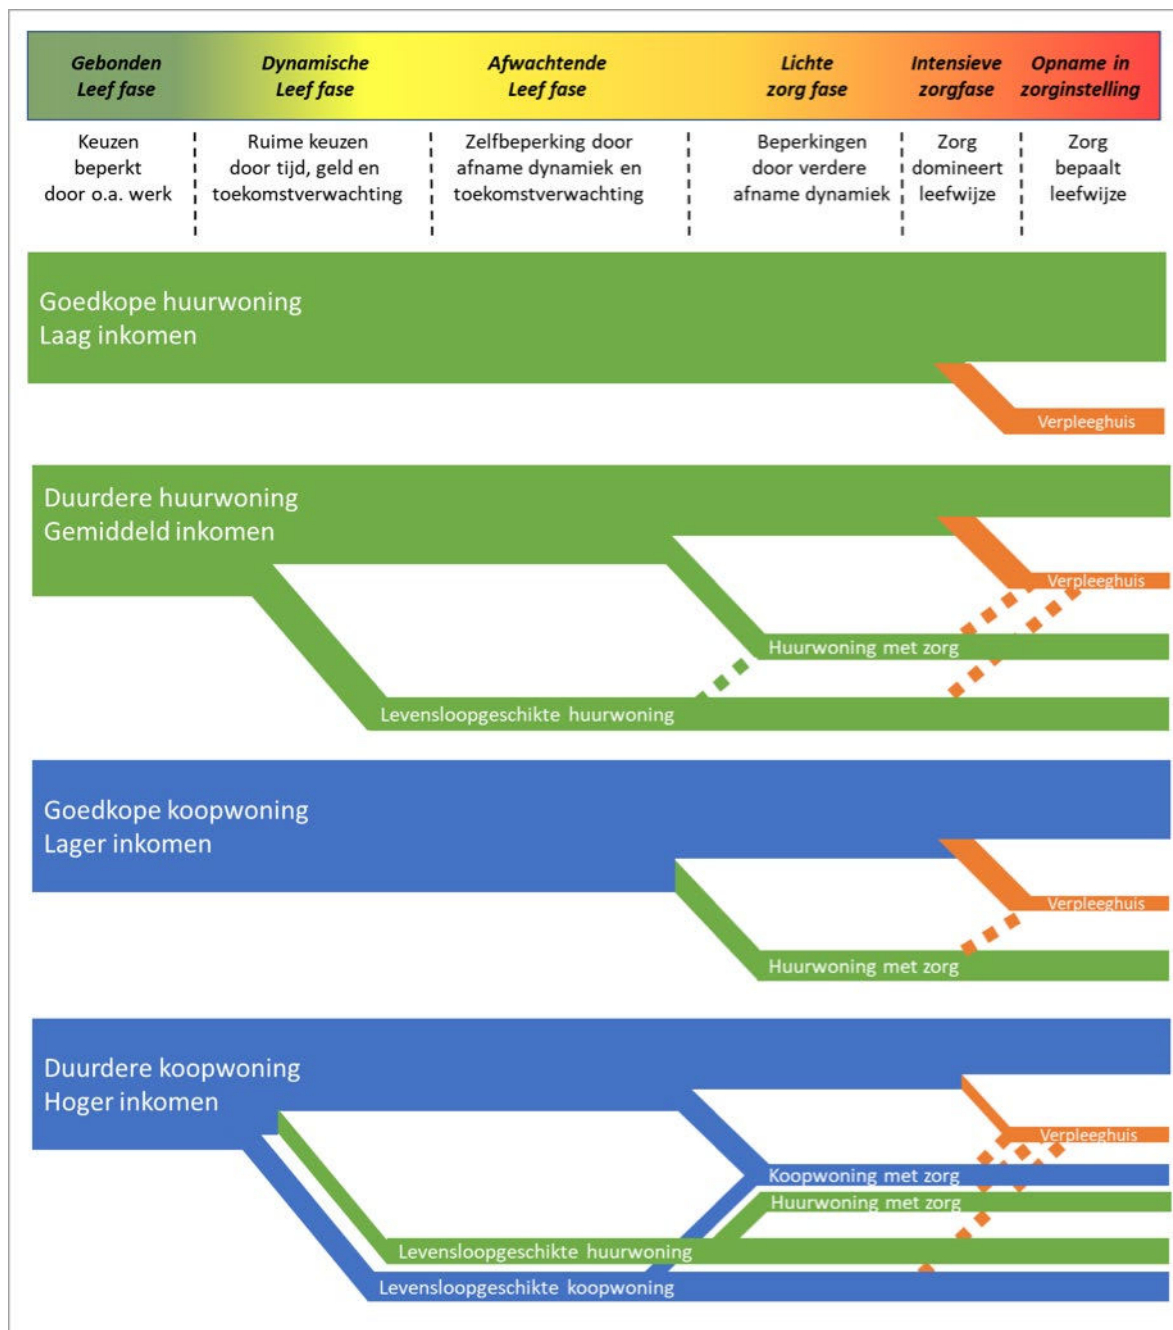 Gebonden
Leef fase
Dynamische
Leef fase
Afwachtende
Leef fase
Lichte
zorg fase
Intensieve
zorgfase
Opname in
zorginstelling
Keuzen
beperkt
door o.a. werk
Ruime keuzen
door tijd, geld en
toekomstverwachting
Zelfbeperking door
afname dynamiek en
toekomstverwachting
Beperkingen
door verdere
afname dynamiek
Zorg
domineert
leefwijze
Zorg
bepaalt
leefwijze
Goedkope huurwoning
Laag inkomen
Verpleeghuis
Duurdere huurwoning
Gemiddeld inkomen
Verpleeghuis
Huurwoning met zorg
Levensloopgeschikte huurwoning
Goedkope koopwoning
Lager inkomen
Verpleeghuis
Huurwoning met zorg
Duurdere koopwoning
Hoger inkomen
Verpleeghuis
Koopwoning met zorg
Huurwoning met zorg
Levensloopgeschikte huurwoning
Levensloopgeschikte koopwoning